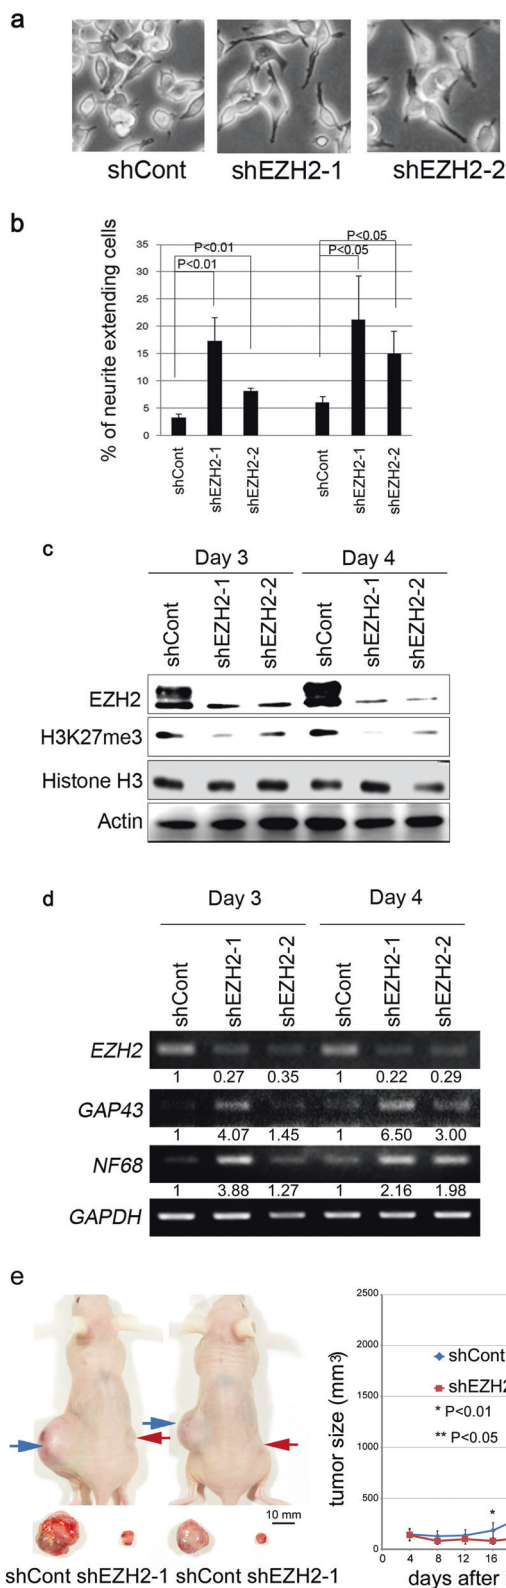 a
shCont shEZH2-1 shEZH2-2
b
% of neurite extending cells
35
30
25
20
15
10
5
0
P<0.01
P<0.01
P<0.05
P<0.05
shCont
shEZH2-1
shEZH2-2
shCont
shEZH2-1
shEZH2-2
c
Day 3 Day 4
shCont
shEZH2-1
shEZH2-2
shCont
shEZH2-1
shEZH2-2
EZH2
H3K27me3
Histone H3
Actin
d
Day 3 Day 4
shCont
shEZH2-1
shEZH2-2
shCont
shEZH2-1
shEZH2-2
EZH2
1 0.27 0.35 1 0.22 0.29
GAP43
1 4.07 1.45 1 6.50 3.00
NF68
1 3.88 1.27 1 2.16 1.98
GAPDH
e
10 mm
shCont shEZH2-1 shCont shEZH2-1
tumor size (mm3)
2500
2000
1500
1000
500
0
shCont
shEZH2
* P<0.01
** P<0.05
*
4 8 12 16
days after